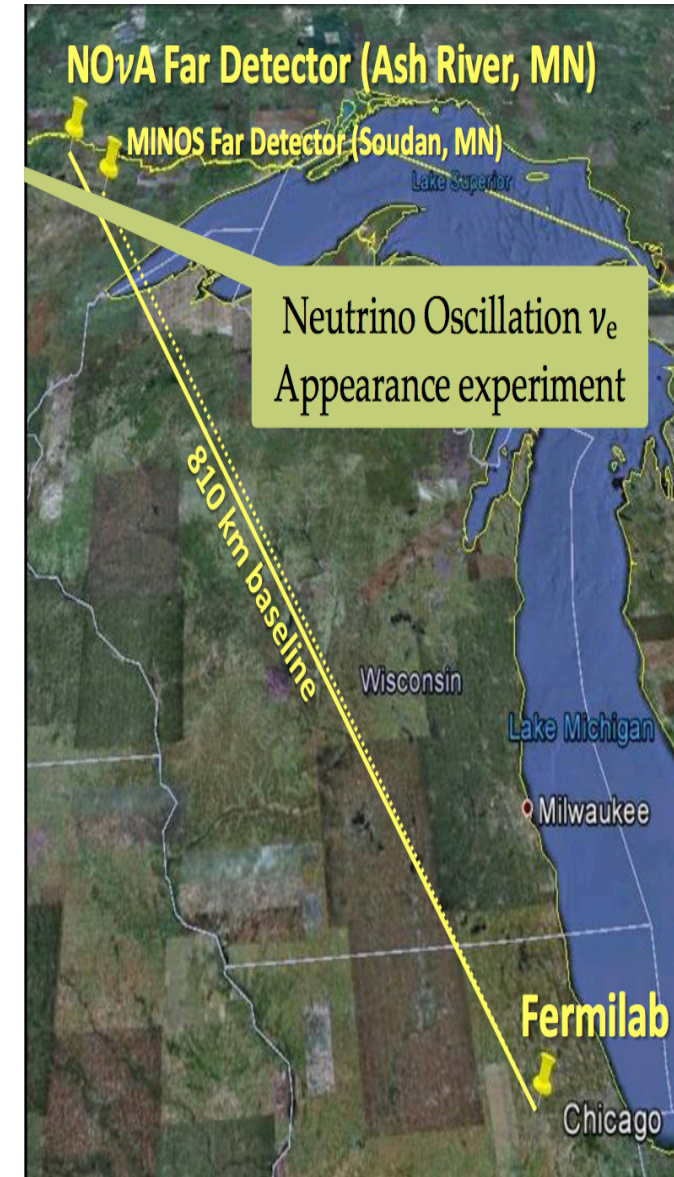 NOνA Far Detector (Ash River, MN)
MINOS Far Detector (Soudan, MN)
Lake Superior
Neutrino Oscillation νe
Appearance experiment
810 km baseline
Wisconsin
Lake Michigan
Milwaukee
Fermilab
Chicago